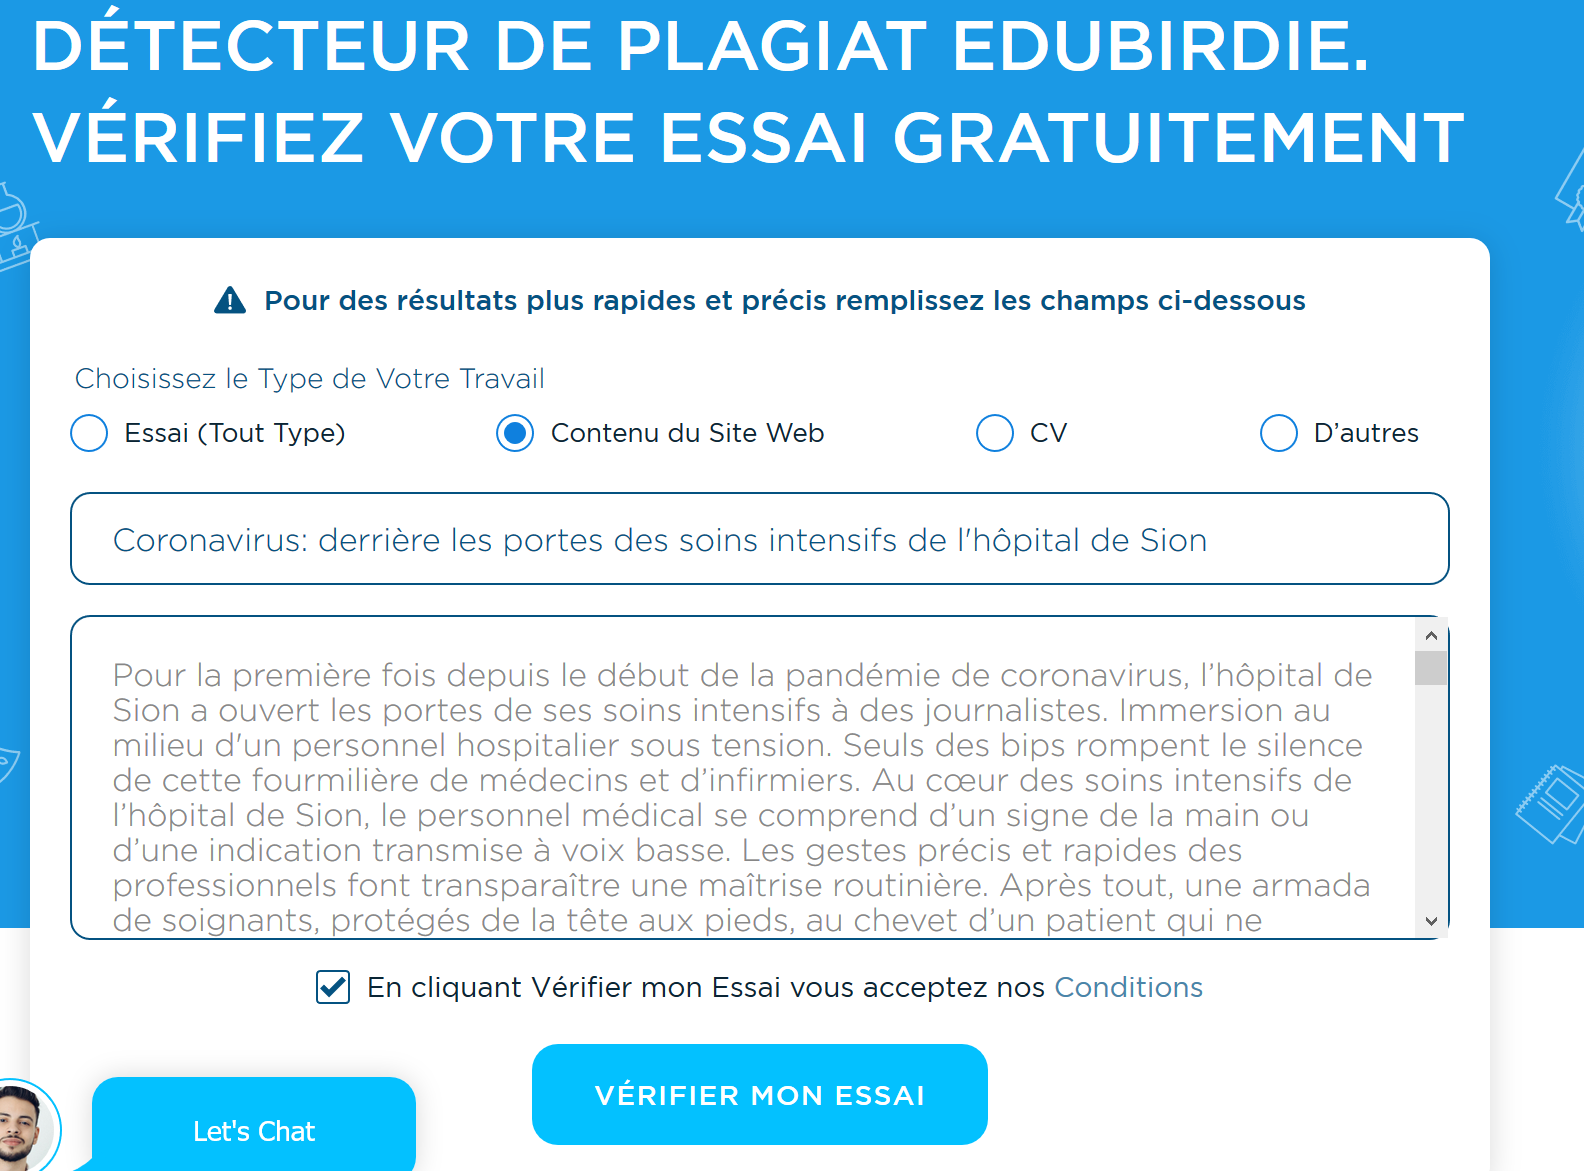 DÉTECTEUR DE PLAGIAT EDUBIRDIE.
VÉRIFIEZ VOTRE ESSAI GRATUITEMENT
Pour des résultats plus rapides et précis remplissez les champs ci-dessous
Choisissez le Type de Votre Travail
Essai (Tout Type) Contenu du Site Web CV D’autres
Coronavirus: derrière les portes des soins intensifs de l'hôpital de Sion
Pour la première fois depuis le début de la pandémie de coronavirus, l’hôpital de
Sion a ouvert les portes de ses soins intensifs à des journalistes. Immersion au
milieu d'un personnel hospitalier sous tension. Seuls des bips rompent le silence
de cette fourmilière de médecins et d’infirmiers. Au cœur des soins intensifs de
l’hôpital de Sion, le personnel médical se comprend d’un signe de la main ou
d’une indication transmise à voix basse. Les gestes précis et rapides des
professionnels font transparaître une maîtrise routinière. Après tout, une armada
de soignants, protégés de la tête aux pieds, au chevet d’un patient qui ne
En cliquant Vérifier mon Essai vous acceptez nos Conditions
VÉRIFIER MON ESSAI
Let's Chat